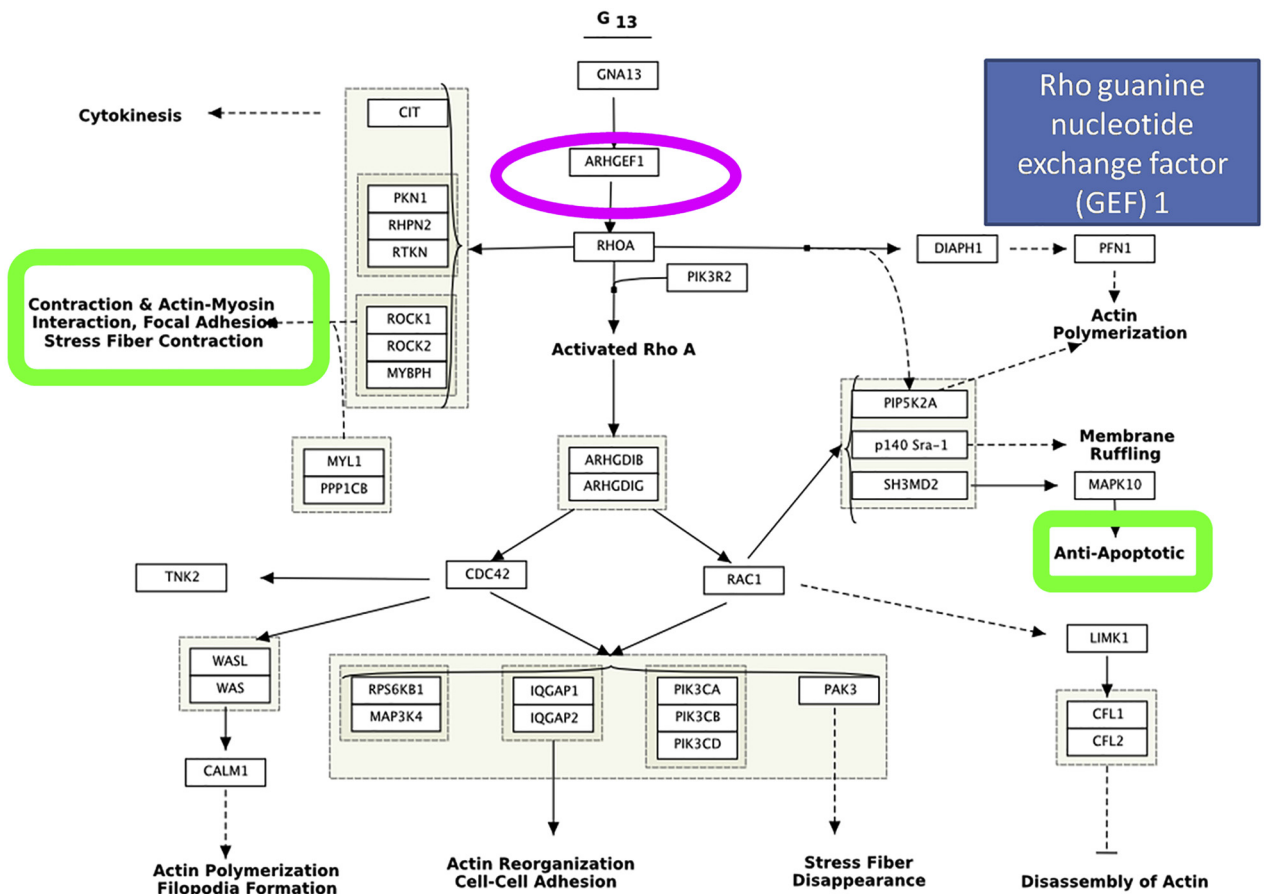 G 13
GNA13
Rho guanine
nucleotide
exchange factor
(GEF) 1
Cytokinesis
CIT
ARHGEF1
PKN1
RHPN2
RTKN
RHOA
DIAPH1
PFN1
PIK3R2
Contraction & Actin-Myosin
Interaction, Focal Adhesion
Stress Fiber Contraction
ROCK1
ROCK2
MYBPH
Activated Rho A
Actin
Polymerization
PIP5K2A
p140 Sra-1
SH3MD2
Membrane
Ruffling
MAPK10
MYL1
PPP1CB
ARHGDIB
ARHGDIG
Anti-Apoptotic
TNK2
CDC42
RAC1
LIMK1
WASL
WAS
RPS6KB1
MAP3K4
IQGAP1
IQGAP2
PIK3CA
PIK3CB
PIK3CD
PAK3
CFL1
CFL2
CALM1
Actin Polymerization
Filopodia Formation
Actin Reorganization
Cell-Cell Adhesion
Stress Fiber
Disappearance
Disassembly of Actin